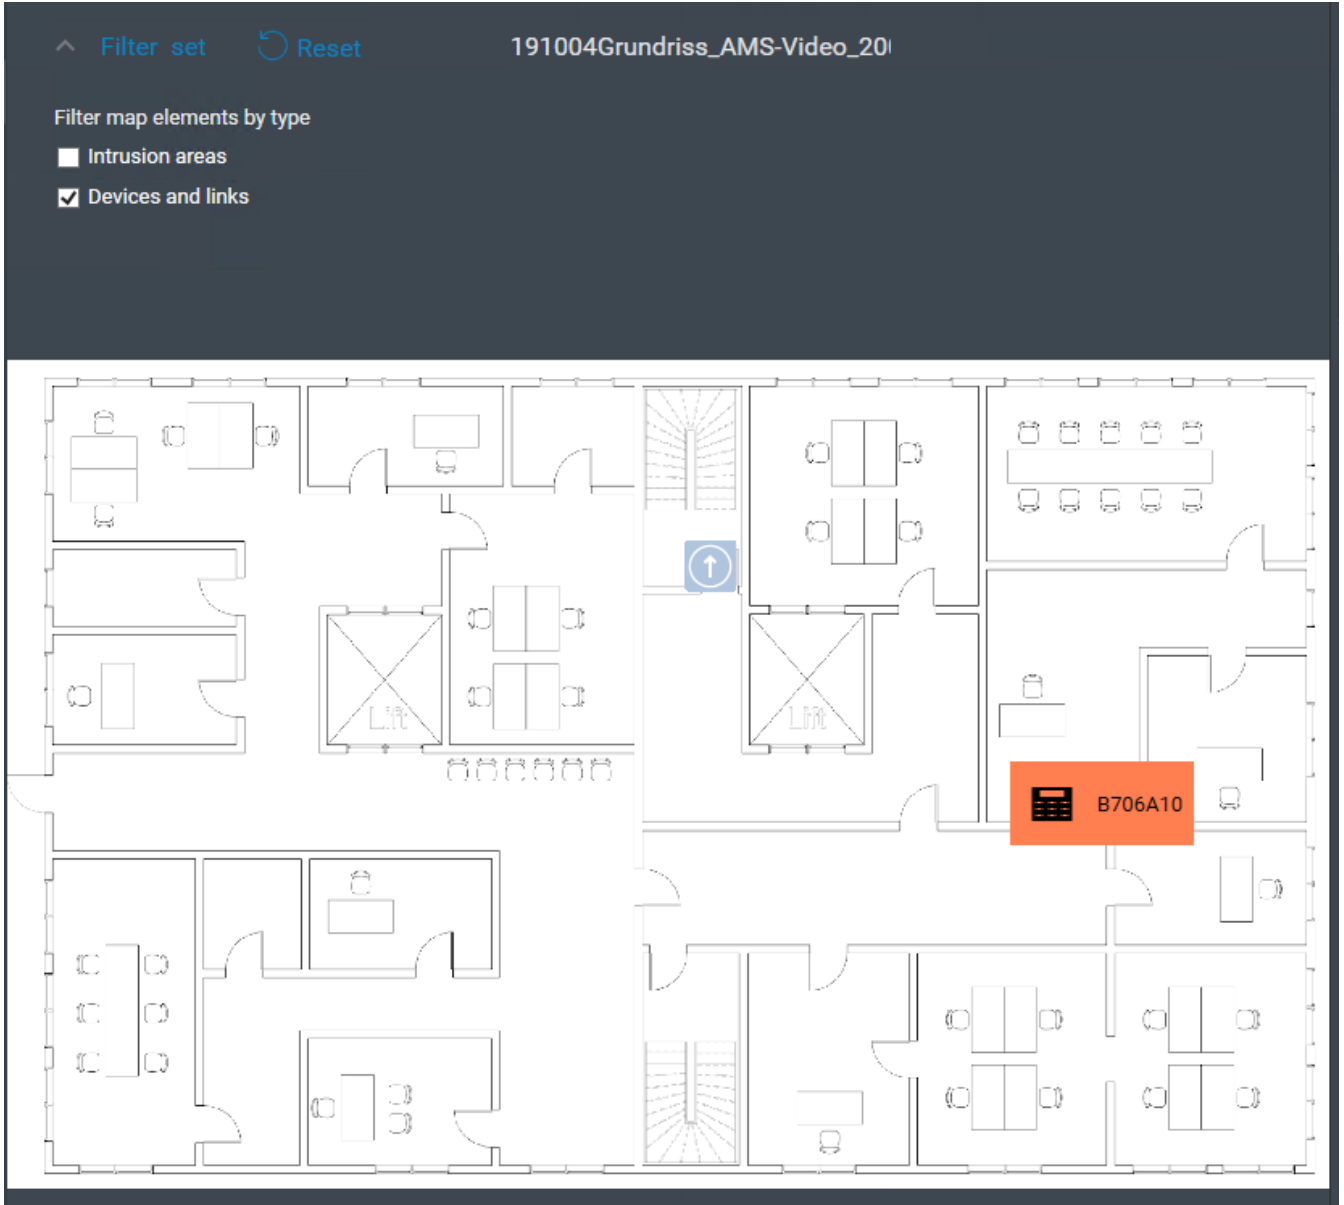 Filter set
Reset
191004Grundriss_AMS-Video_20
Filter map elements by type
Intrusion areas
Devices and links
Lift
Lift
B706A10